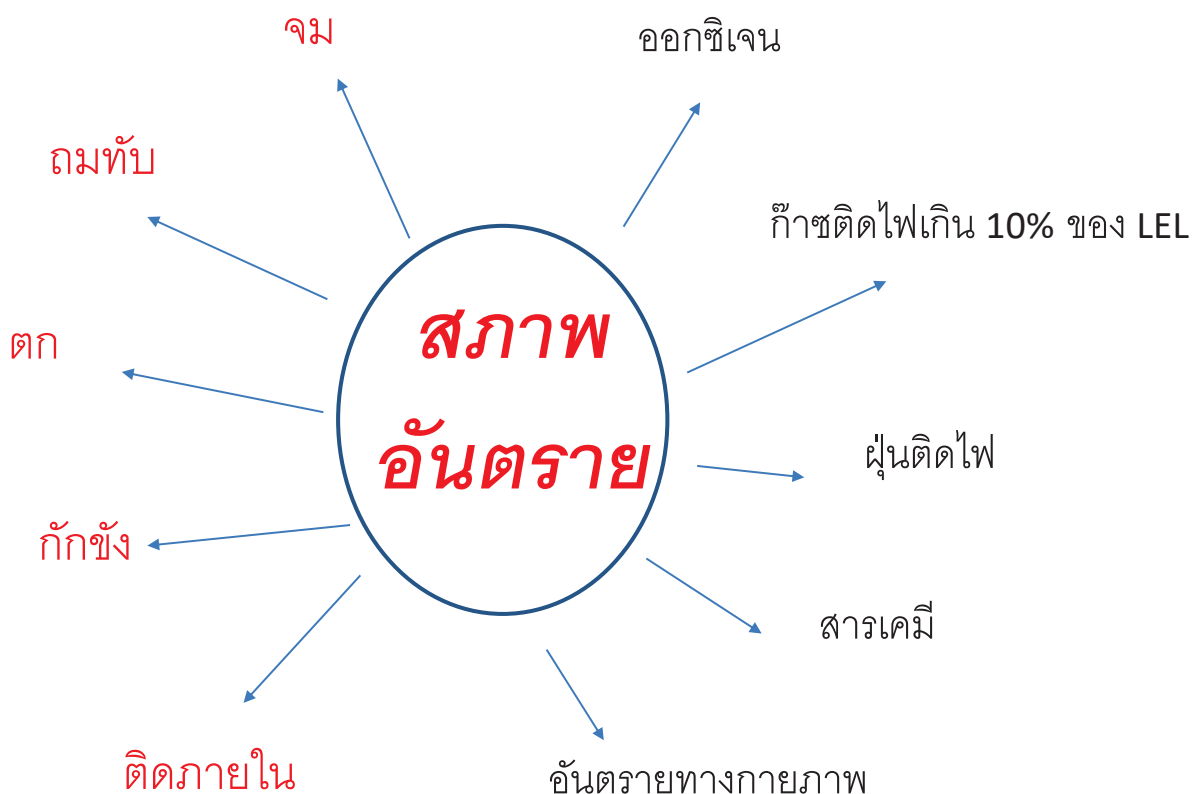 จม
ออกซิเจน
ถมทับ
ก๊าซติดไฟเกิน 10% ของ LEL
สภาพ
อันตราย
ตก
ฝุ่นติดไฟ
กักขัง
สารเคมี
ติดภายใน
อันตรายทางกายภาพ